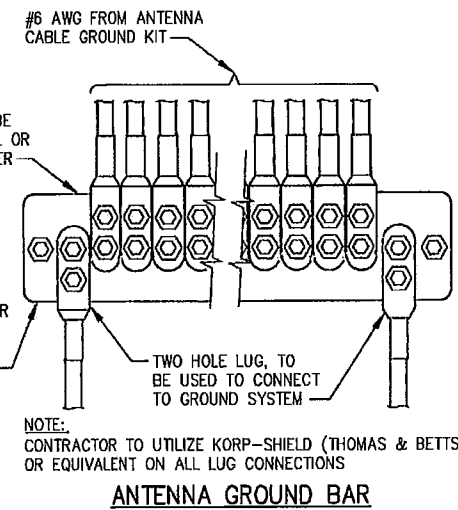 #6 AWG FROM ANTENNA
CABLE GROUND KIT
BE
OR
TWO HOLE LUG, TO
BE USED TO CONNECT
TO GROUND SYSTEM
NOTE:
CONTRACTOR TO UTILIZE KORP-SHIELD (THOMAS & BETTS
OR EQUIVALENT ON ALL LUG CONNECTIONS
ANTENNA GROUND BAR